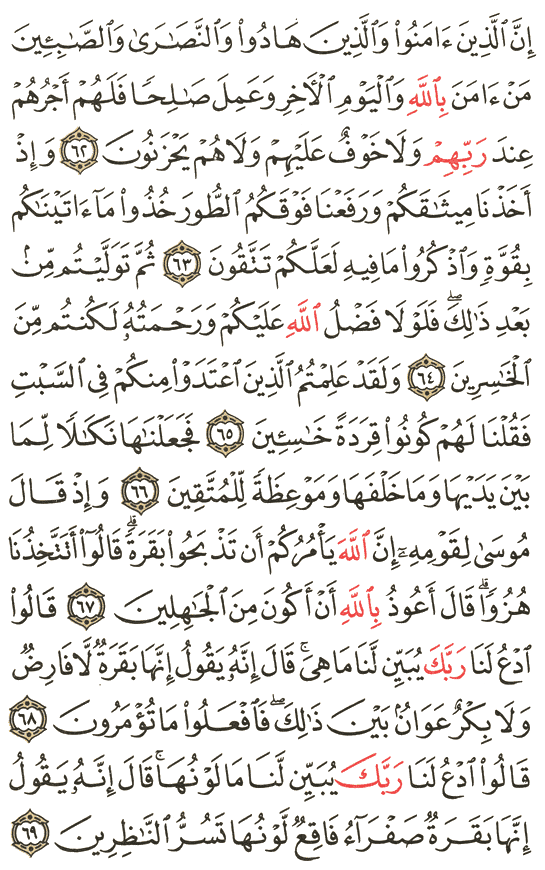 إِنَّ ٱلَّذِينَ ءَامَنُواْ وَٱلَّذِينَ هَادُواْ وَٱلنَّصَٰرَىٰ وَٱلصَّٰبِـِٔينَ
مَنْ ءَامَنَ بِٱللَّهِ وَٱلْيَوْمِ ٱلْأٓخِرِ وَعَمِلَ صَٰلِحًا فَلَهُمْ أَجْرُهُمْ
عِندَ رَبِّهِمْ وَلَا خَوْفٌ عَلَيْهِمْ وَلَا هُمْ يَحْزَنُونَ ٦٢ وَإِذْ
أَخَذْنَا مِيثَٰقَكُمْ وَرَفَعْنَا فَوْقَكُمُ ٱلطُّورَ خُذُواْ مَآ ءَاتَيْنَٰكُم
بِقُوَّةٍ وَٱذْكُرُواْ مَا فِيهِ لَعَلَّكُمْ تَتَّقُونَ ٦٣ ثُمَّ تَوَلَّيْتُم مِّنۢ
بَعْدِ ذَٰلِكَۖ فَلَوْلَا فَضْلُ ٱللَّهِ عَلَيْكُمْ وَرَحْمَتُهُۥ لَكُنتُم مِّنَ
ٱلْخَٰسِرِينَ ٦٤ وَلَقَدْ عَلِمْتُمُ ٱلَّذِينَ ٱعْتَدَوْاْ مِنكُمْ فِى ٱلسَّبْتِ
فَقُلْنَا لَهُمْ كُونُواْ قِرَدَةً خَٰسِـِٔينَ ٦٥ فَجَعَلْنَٰهَا نَكَٰلًا لِّمَا
بَيْنَ يَدَيْهَا وَمَا خَلْفَهَا وَمَوْعِظَةً لِّلْمُتَّقِينَ ٦٦ وَإِذْ قَالَ
مُوسَىٰ لِقَوْمِهِۦٓ إِنَّ ٱللَّهَ يَأْمُرُكُمْ أَن تَذْبَحُواْ بَقَرَةًۖ قَالُوٓاْ أَتَتَّخِذُنَا
هُزُوًاۖ قَالَ أَعُوذُ بِٱللَّهِ أَنْ أَكُونَ مِنَ ٱلْجَٰهِلِينَ ٦٧ قَالُواْ
ٱدْعُ لَنَا رَبَّكَ يُبَيِّن لَّنَا مَا هِىَۚ قَالَ إِنَّهُۥ يَقُولُ إِنَّهَا بَقَرَةٌ لَّا فَارِضٌ
وَلَا بِكْرٌ عَوَانٌۢ بَيْنَ ذَٰلِكَۖ فَٱفْعَلُواْ مَا تُؤْمَرُونَ ٦٨
قَالُواْ ٱدْعُ لَنَا رَبَّكَ يُبَيِّن لَّنَا مَا لَوْنُهَاۚ قَالَ إِنَّهُۥ يَقُولُ
إِنَّهَا بَقَرَةٌ صَفْرَآءُ فَاقِعٌ لَّوْنُهَا تَسُرُّ ٱلنَّٰظِرِينَ ٦٩